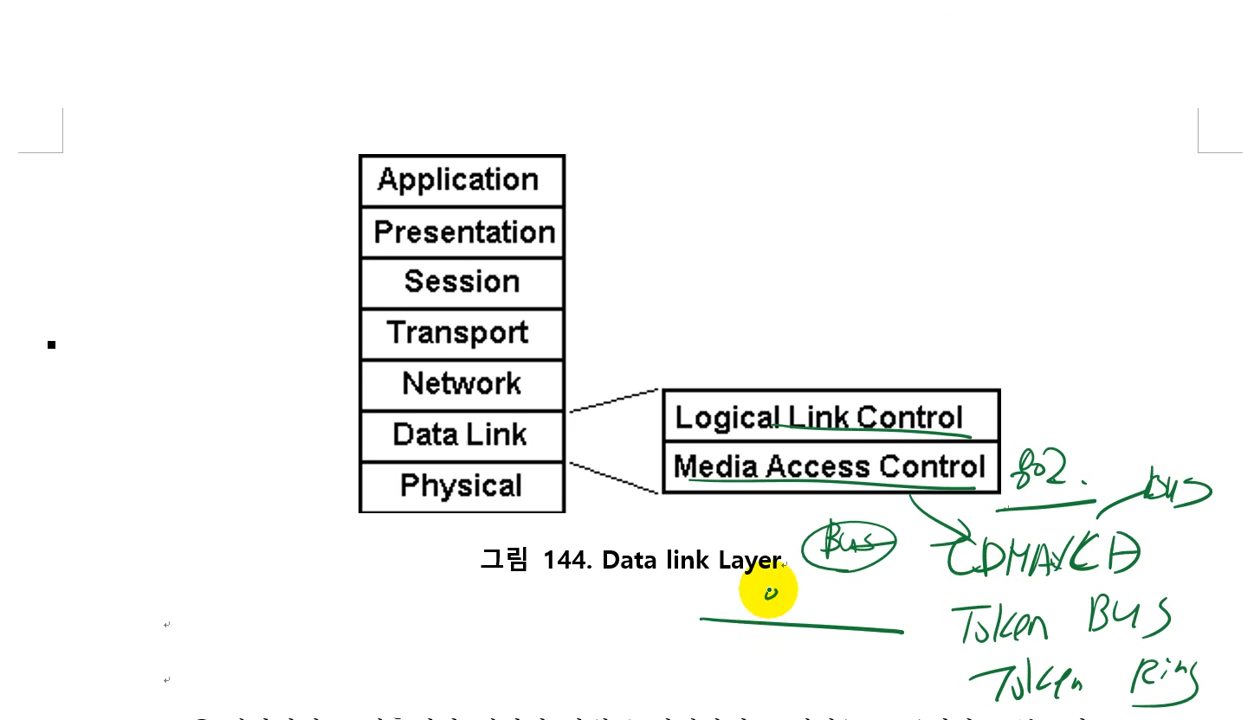 Application
Presentation
Session
Transport
Network
Data Link
Physical
Logical Link Control
Media Access Control
802.
Bus
그림 144. Data link Layer
Bus
CDMA/CD
Token Bus
Token Ring